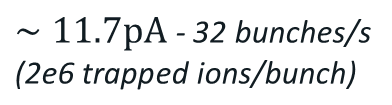 ~ 11.7pA - 32 bunches/s
(2e6 trapped ions/bunch)